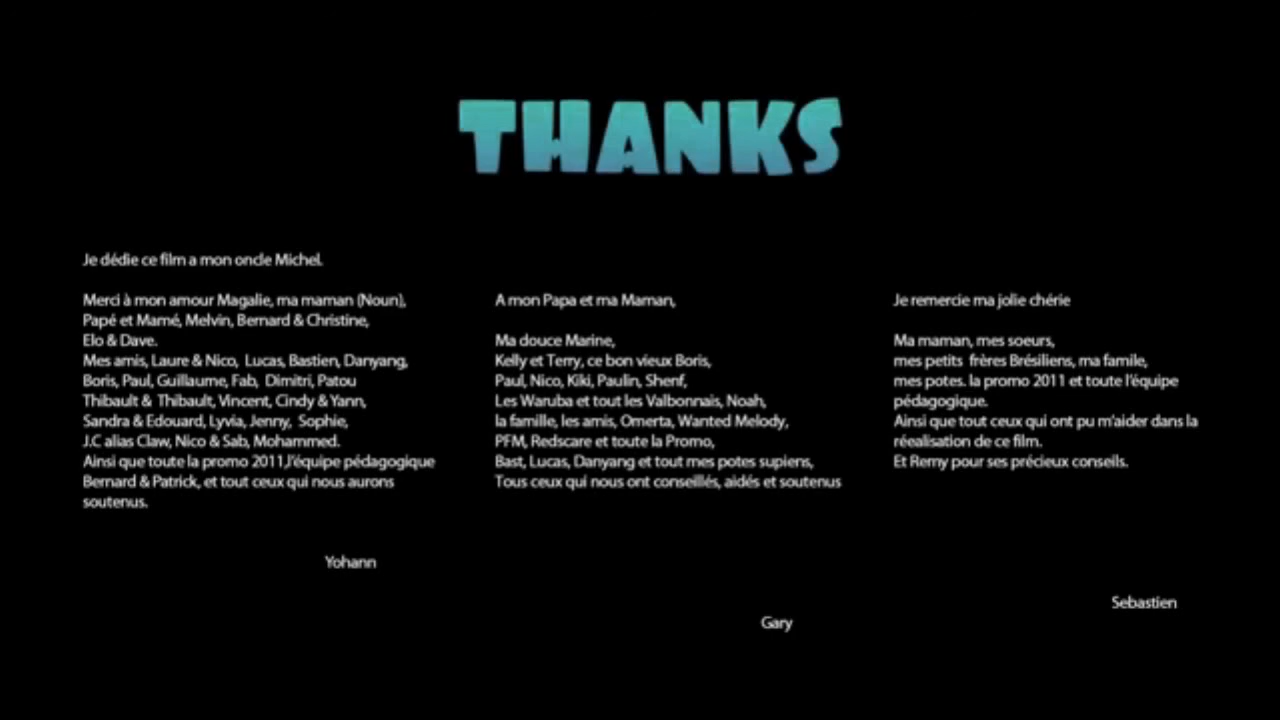 THANKS
Je dédie ce film a mon oncle Michel.
Merci à mon amour Magalie, ma maman (Noun),
Papé et Mamé, Melvin, Bernard & Christine,
Elo & Dave.
Mes amis, Laure & Nico, Lucas, Bastien, Danyang,
Boris, Paul, Guillaume, Fab, Dimitri, Patou
Thibault & Thibault, Vincent, Cindy & Yann,
Sandra & Edouard, Lyvia, Jenny, Sophie,
J.C alias Claw, Nico & Sab, Mohammed.
Ainsi que toute la promo 2011,l'équipe pédagogique
Bernard & Patrick, et tout ceux qui nous aurons
soutenus.
Yohann
A mon Papa et ma Maman,
Ma douce Marine,
Kelly et Terry, ce bon vieux Boris,
Paul, Nico, Kiki, Paulin, Shenf,
Les Waruba et tout les Valbonnais, Noah,
la famille, les amis, Omerta, Wanted Melody,
PFM, Redscare et toute la Promo,
Bast, Lucas, Danyang et tout mes potes supiens,
Tous ceux qui nous ont conseillés, aidés et soutenus
Gary
Je remercie ma jolie chérie
Ma maman, mes soeurs,
mes petits frères Brésiliens, ma famile,
mes potes. la promo 2011 et toute l'équipe
pédagogique.
Ainsi que tout ceux qui ont pu m'aider dans la
réealisation de ce film.
Et Remy pour ses précieux conseils.
Sebastien